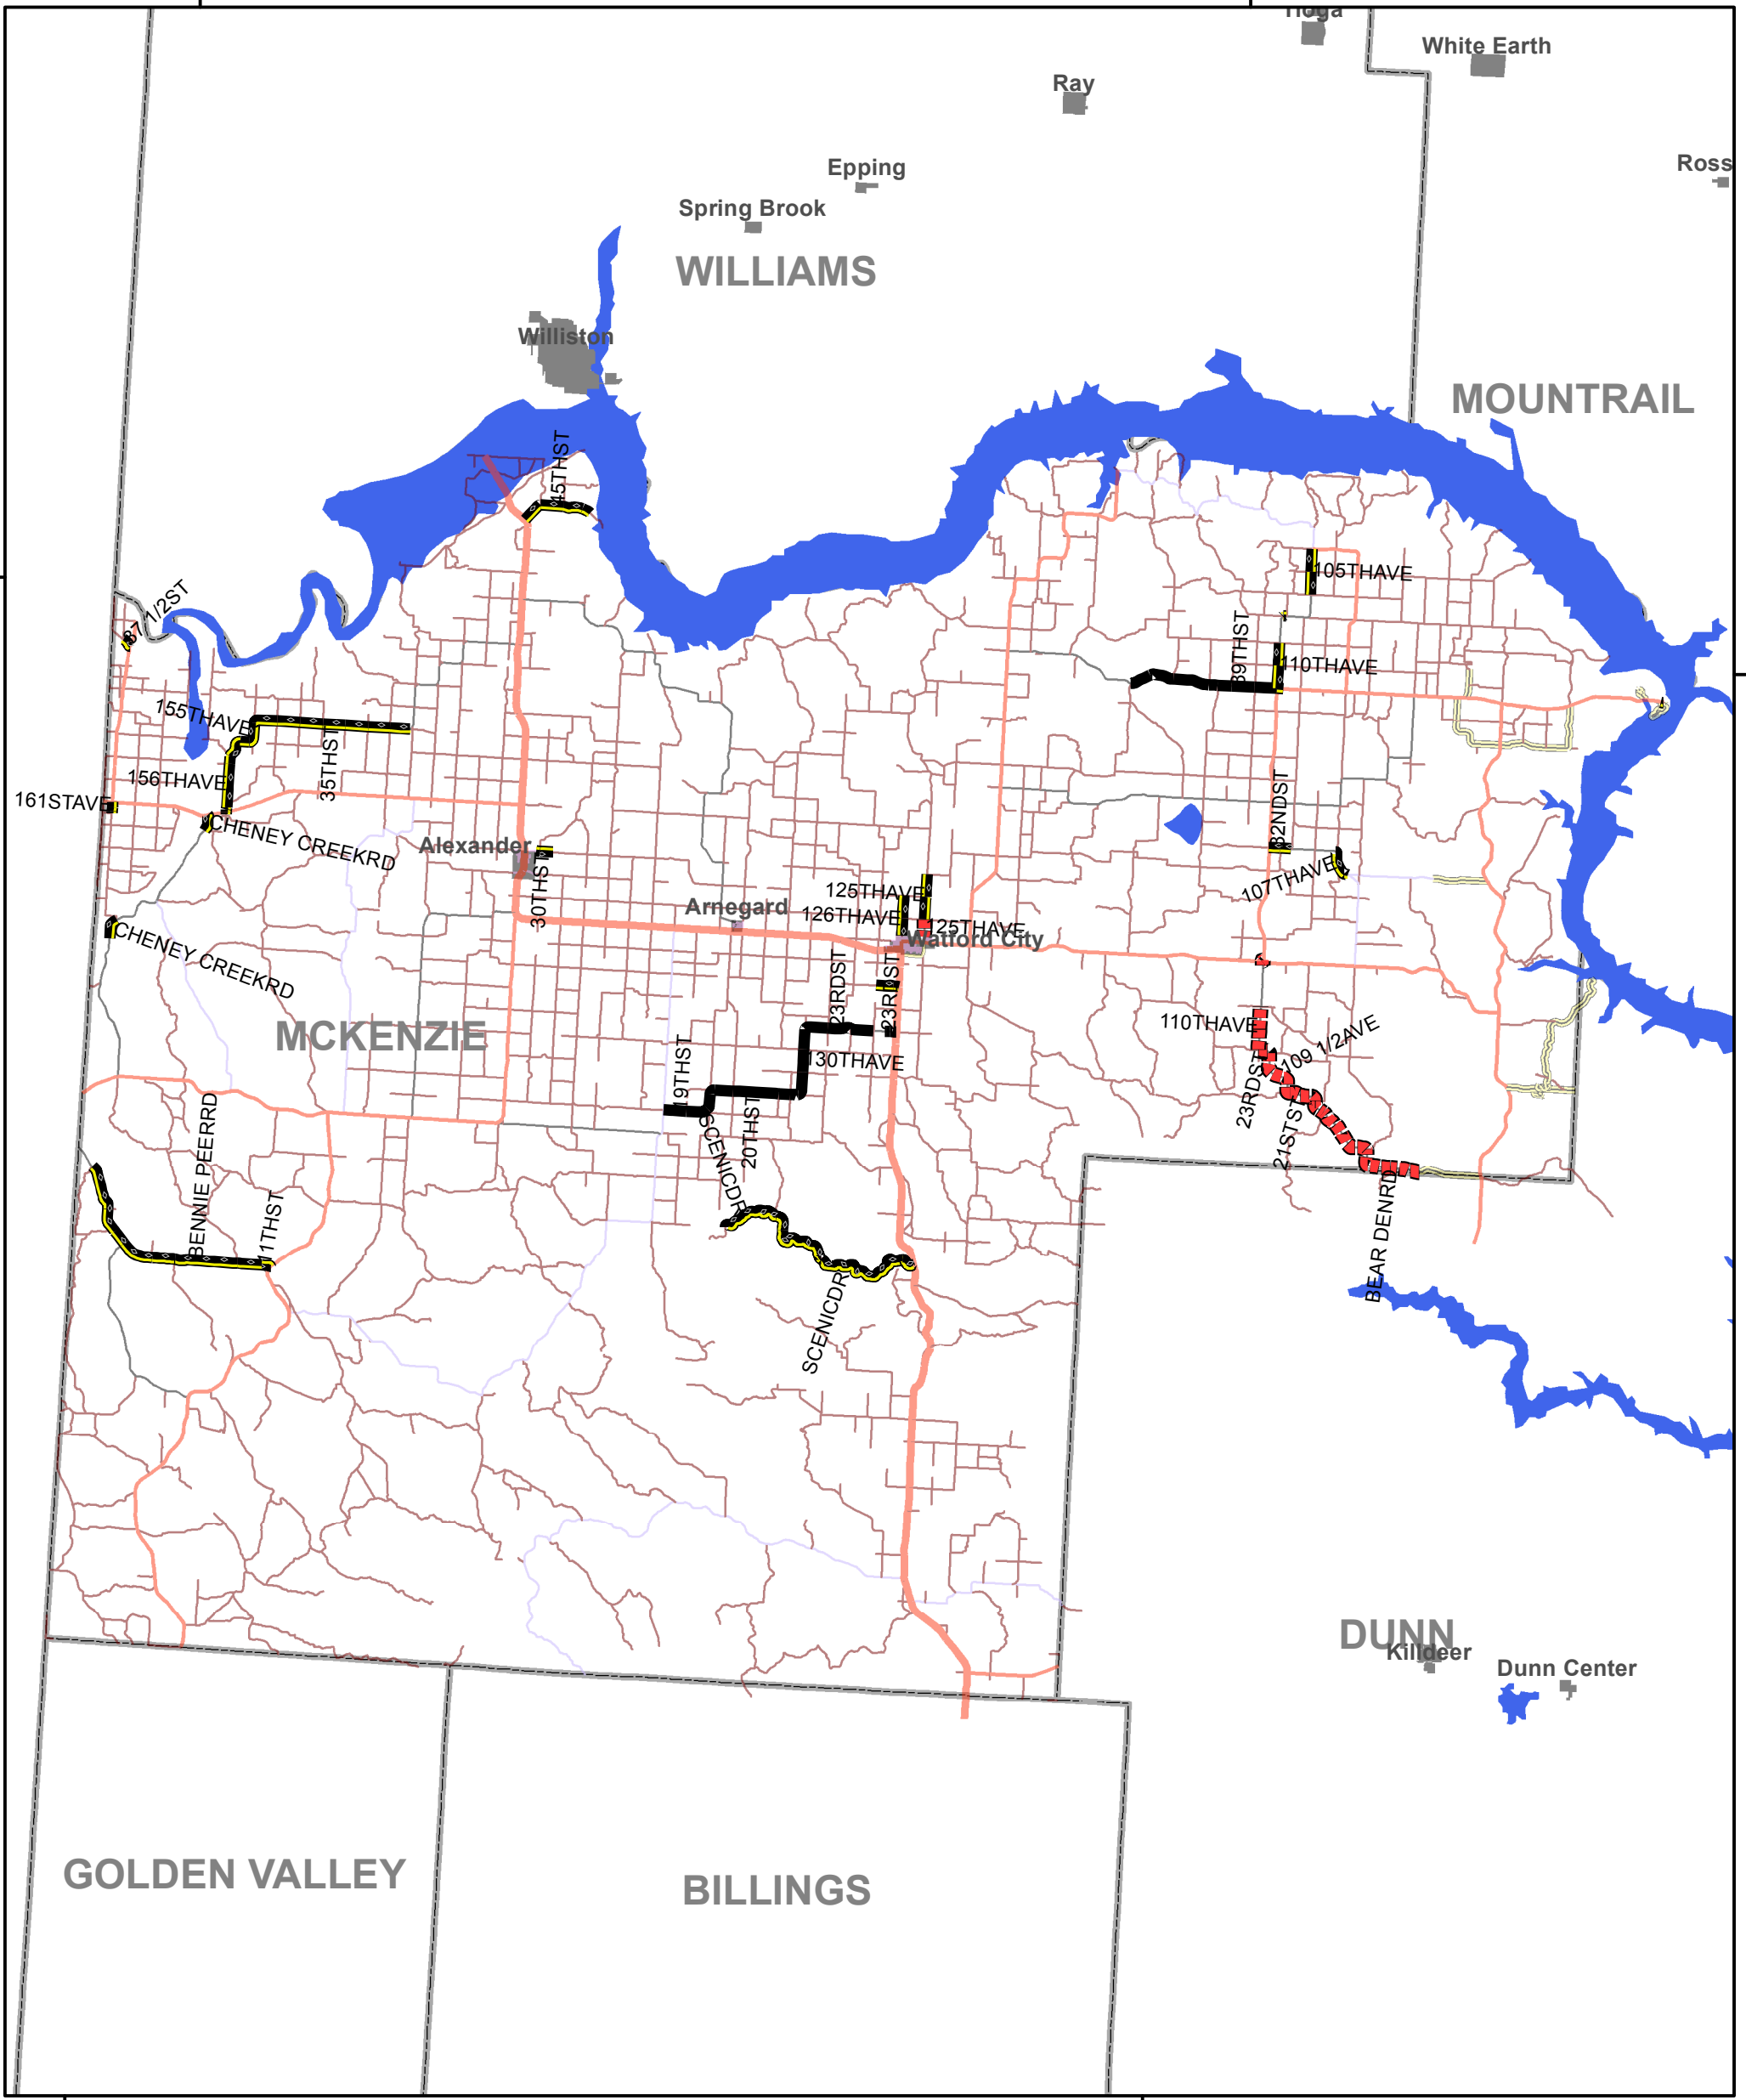 Tioga
White Earth
Ray
Ross
Epping
Spring Brook
WILLIAMS
Williston
MOUNTRAIL
45THST
105THAVE
37 1/2ST
39THST
110THAVE
155THAVE
35THST
156THAVE
161STAVE
32NDST
CHENEY CREEKRD
Alexander
30THST
107THAVE
125THAVE
Arnegard
126THAVE
125THAVE
Watford City
CHENEY CREEKRD
23RDST
23RDST
110THAVE
109 1/2AVE
MCKENZIE
130THAVE
19THST
23RDST
20THST
21STST
SCENICDR
BENNIE PEERRD
11THST
BEAR DENRD
SCENICDR
DUNN
Killdeer
Dunn Center
GOLDEN VALLEY
BILLINGS